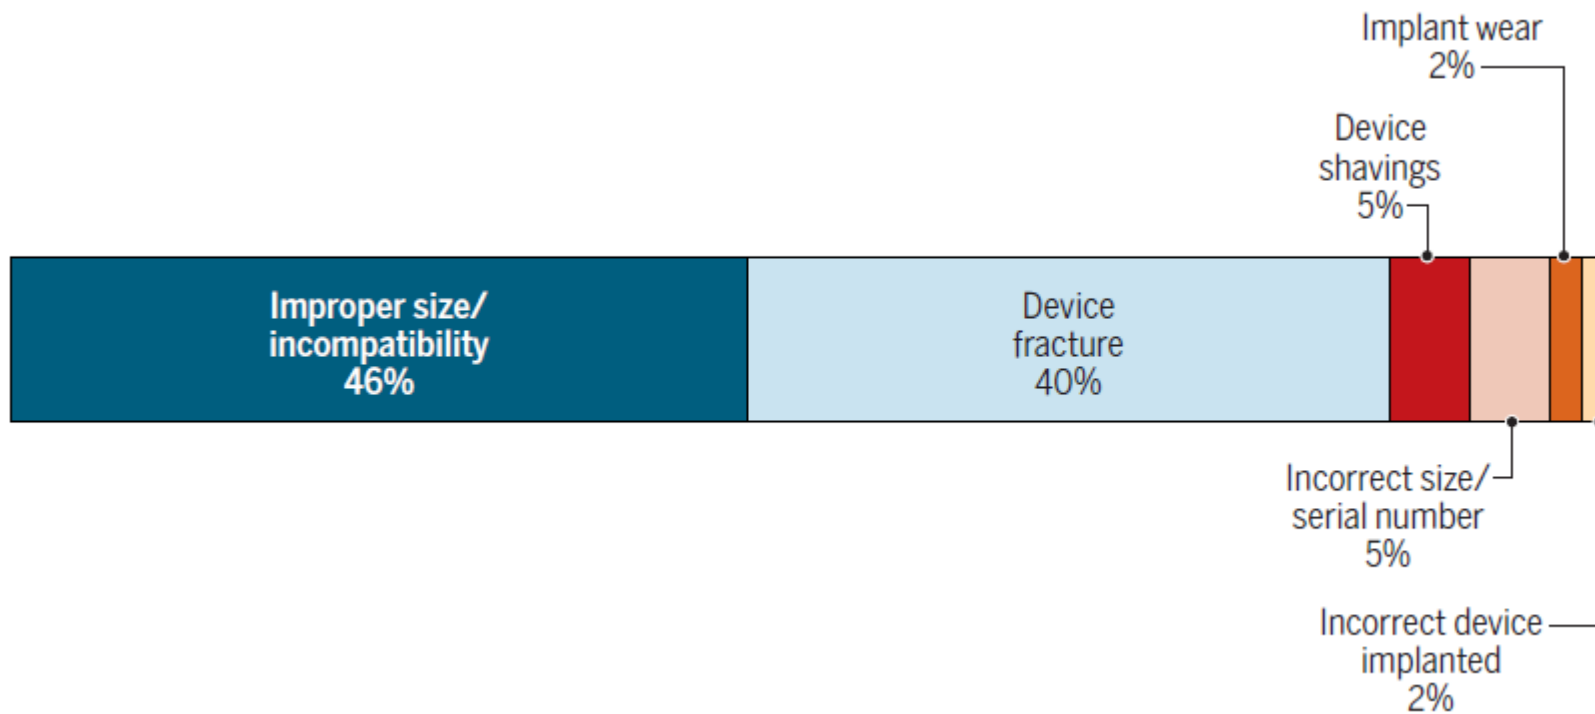 Implant wear
2%
Device
shavings
5%
Improper size/
incompatibility
46%
Device
fracture
40%
Incorrect size/
serial number
5%
Incorrect device
implanted
2%